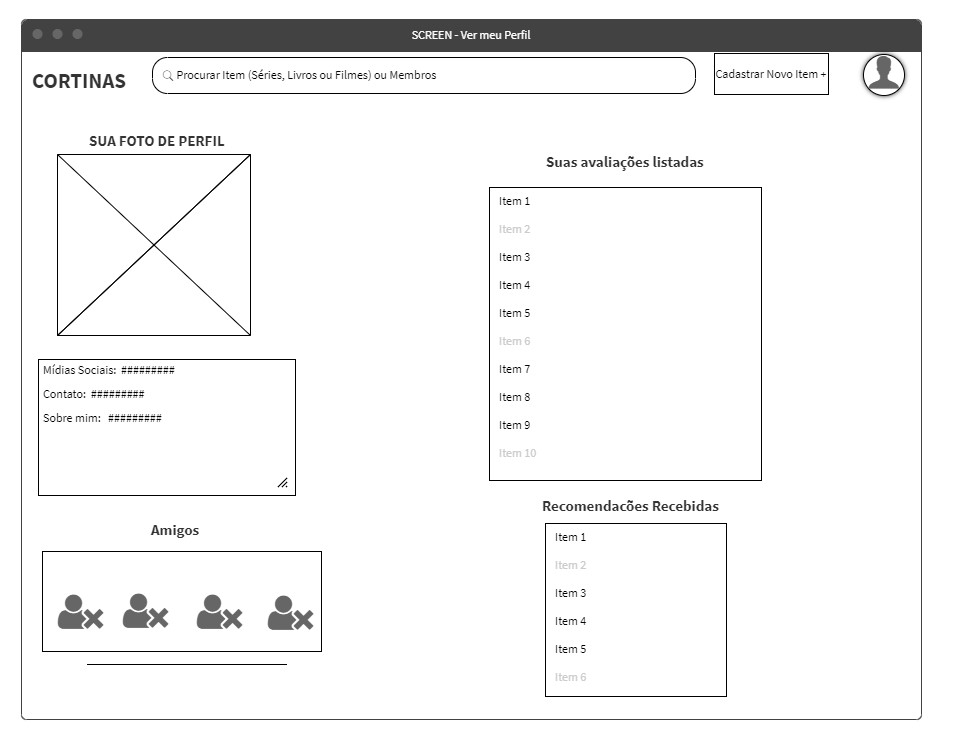 SCREEN - Ver meu Perfil
CORTINAS
Procurar Item (Séries, Livros ou Filmes) ou Membros
Cadastrar Novo Item +
SUA FOTO DE PERFIL
Mídias Sociais: #########
Contato: #########
Sobre mim: #########
Amigos
Suas avaliações listadas
Item 1
Item 2
Item 3
Item 4
Item 5
Item 6
Item 7
Item 8
Item 9
Item 10
Recomendacões Recebidas
Item 1
Item 2
Item 3
Item 4
Item 5
Item 6